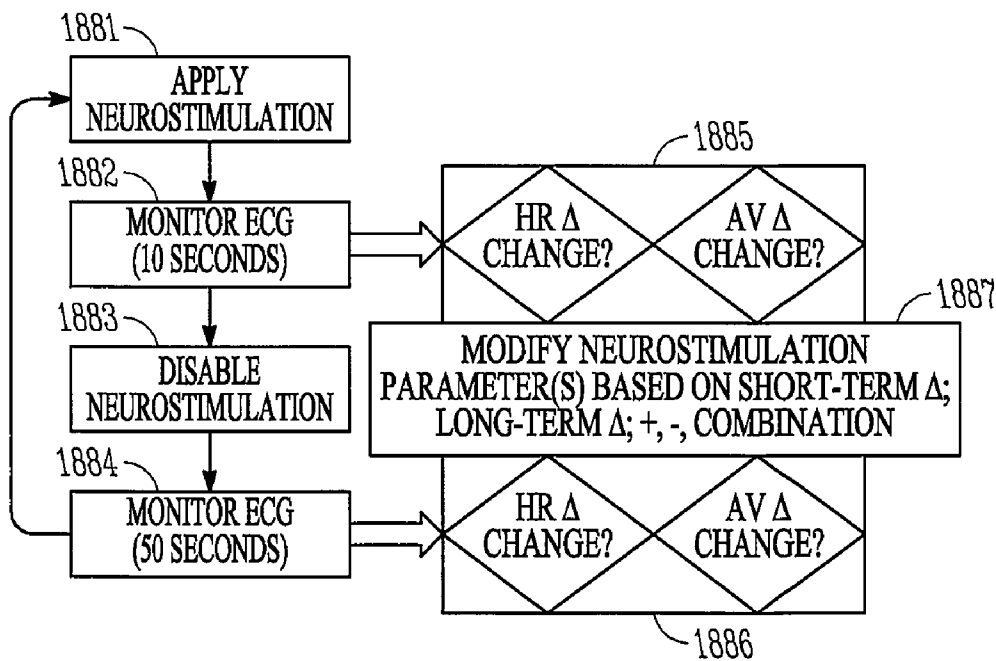 1881
APPLY
NEUROSTIMULATION
1882
MONITOR ECG
(10 SECONDS)
1883
DISABLE
NEUROSTIMULATION
1884
MONITOR ECG
(50 SECONDS)
1885
HR Δ
CHANGE?
AV Δ
CHANGE?
1887
MODIFY NEUROSTIMULATION
PARAMETER(S) BASED ON SHORT-TERM Δ;
LONG-TERM Δ; +, -, COMBINATION
HR Δ
CHANGE?
AV Δ
CHANGE?
1886